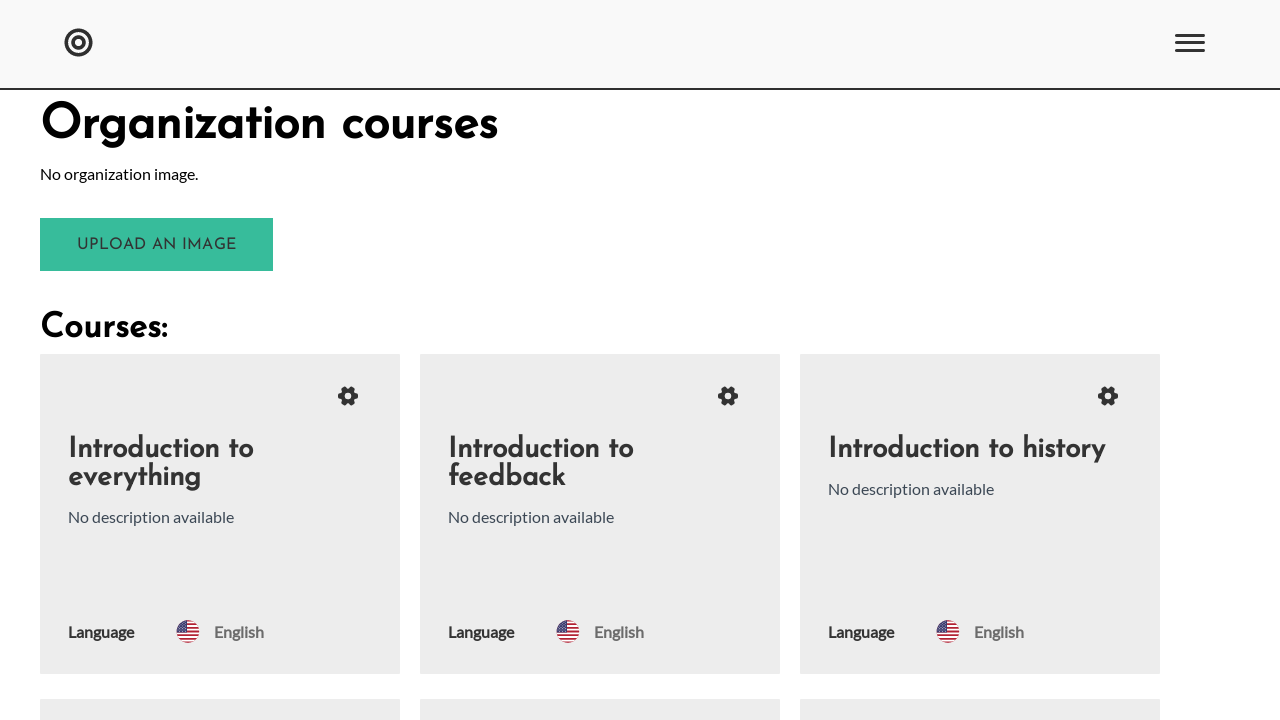 Organization courses
No organization image.
UPLOAD AN IMAGE
Courses:
Introduction to
everything
No description available
Language
English
Introduction to
feedback
No description available
Language
English
Introduction to history
No description available
Language
English